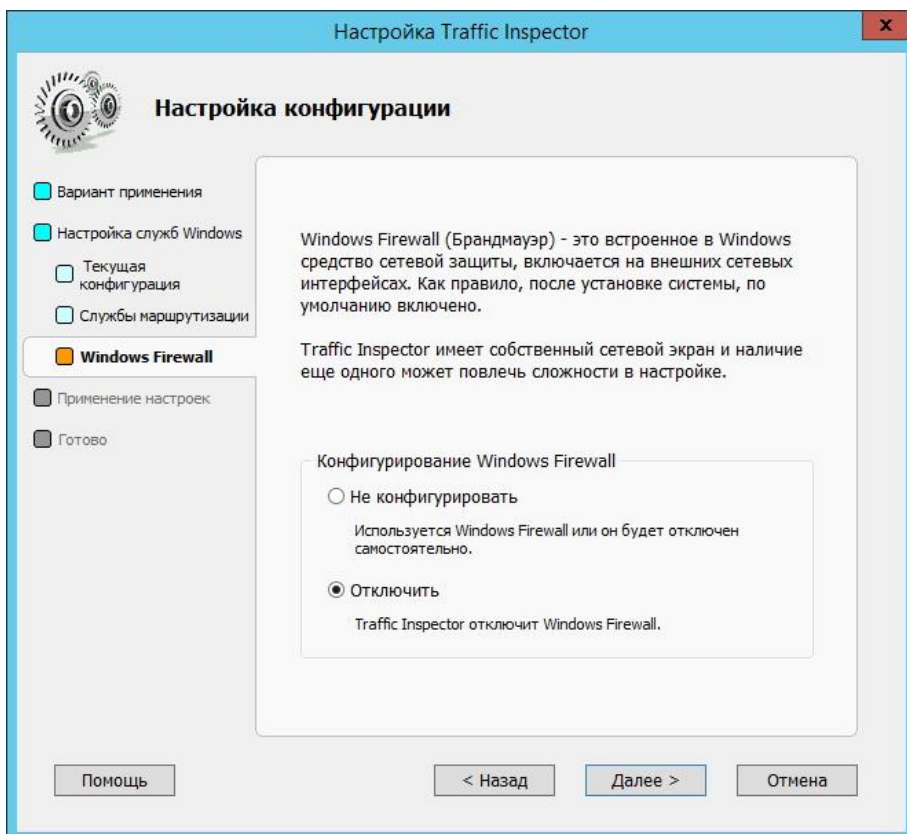 Настройка Traffic Inspector
x
Настройка конфигурации
Вариант применения
Настройка служб Windows
Текущая
конфигурация
Службы маршрутизации
Windows Firewall
Применение настроек
Готово
Windows Firewall (Брандмауэр) - это встроенное в Windows
средство сетевой защиты, включается на внешних сетевых
интерфейсах. Как правило, после установке системы, по
умолчанию включено.
Traffic Inspector имеет собственный сетевой экран и наличие
еще одного может повлечь сложности в настройке.
Конфигурирование Windows Firewall
Не конфигурировать
Используется Windows Firewall или он будет отключен
самостоятельно.
Отключить
Traffic Inspector отключит Windows Firewall.
Помощь
< Назад
Далее >
Отмена